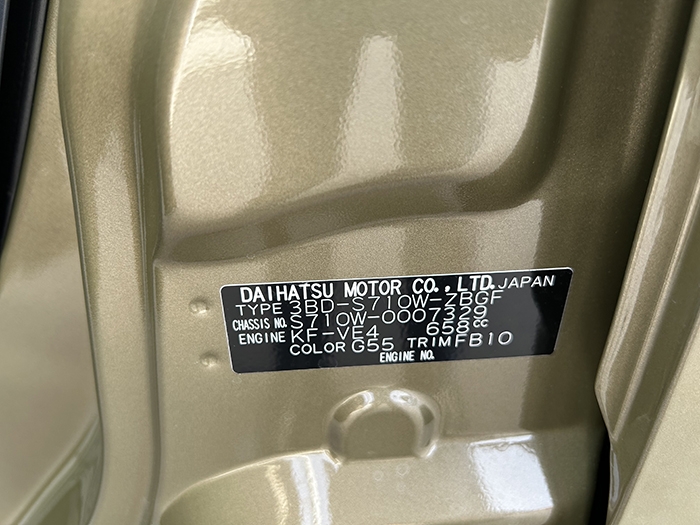 DAIHATSU MOTOR CO., LTD. JAPAN
TYPE 3BD-S710W-ZBGF
CHASSIS NO. S710W-0007329
ENGINE KF-VE4 658cc
COLOR G55 TRIM FB10
ENGINE NO.